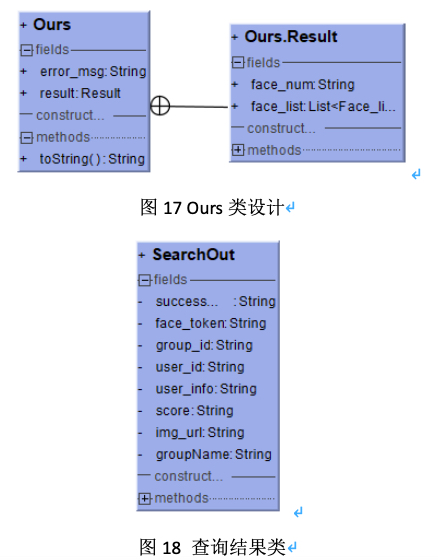 + Ours
fields
+ error_msg: String
+ result: Result
construct...
methods
+ toString( ): String
+ Ours.Result
fields
+ face_num: String
+ face_list: List<Face_li...
construct...
methods
图 17 Ours 类设计
+ SearchOut
fields
- success... : String
- face_token: String
- group_id: String
- user_id: String
- user_info: String
- score: String
- img_url: String
- groupName: String
construct...
methods
图 18 查询结果类